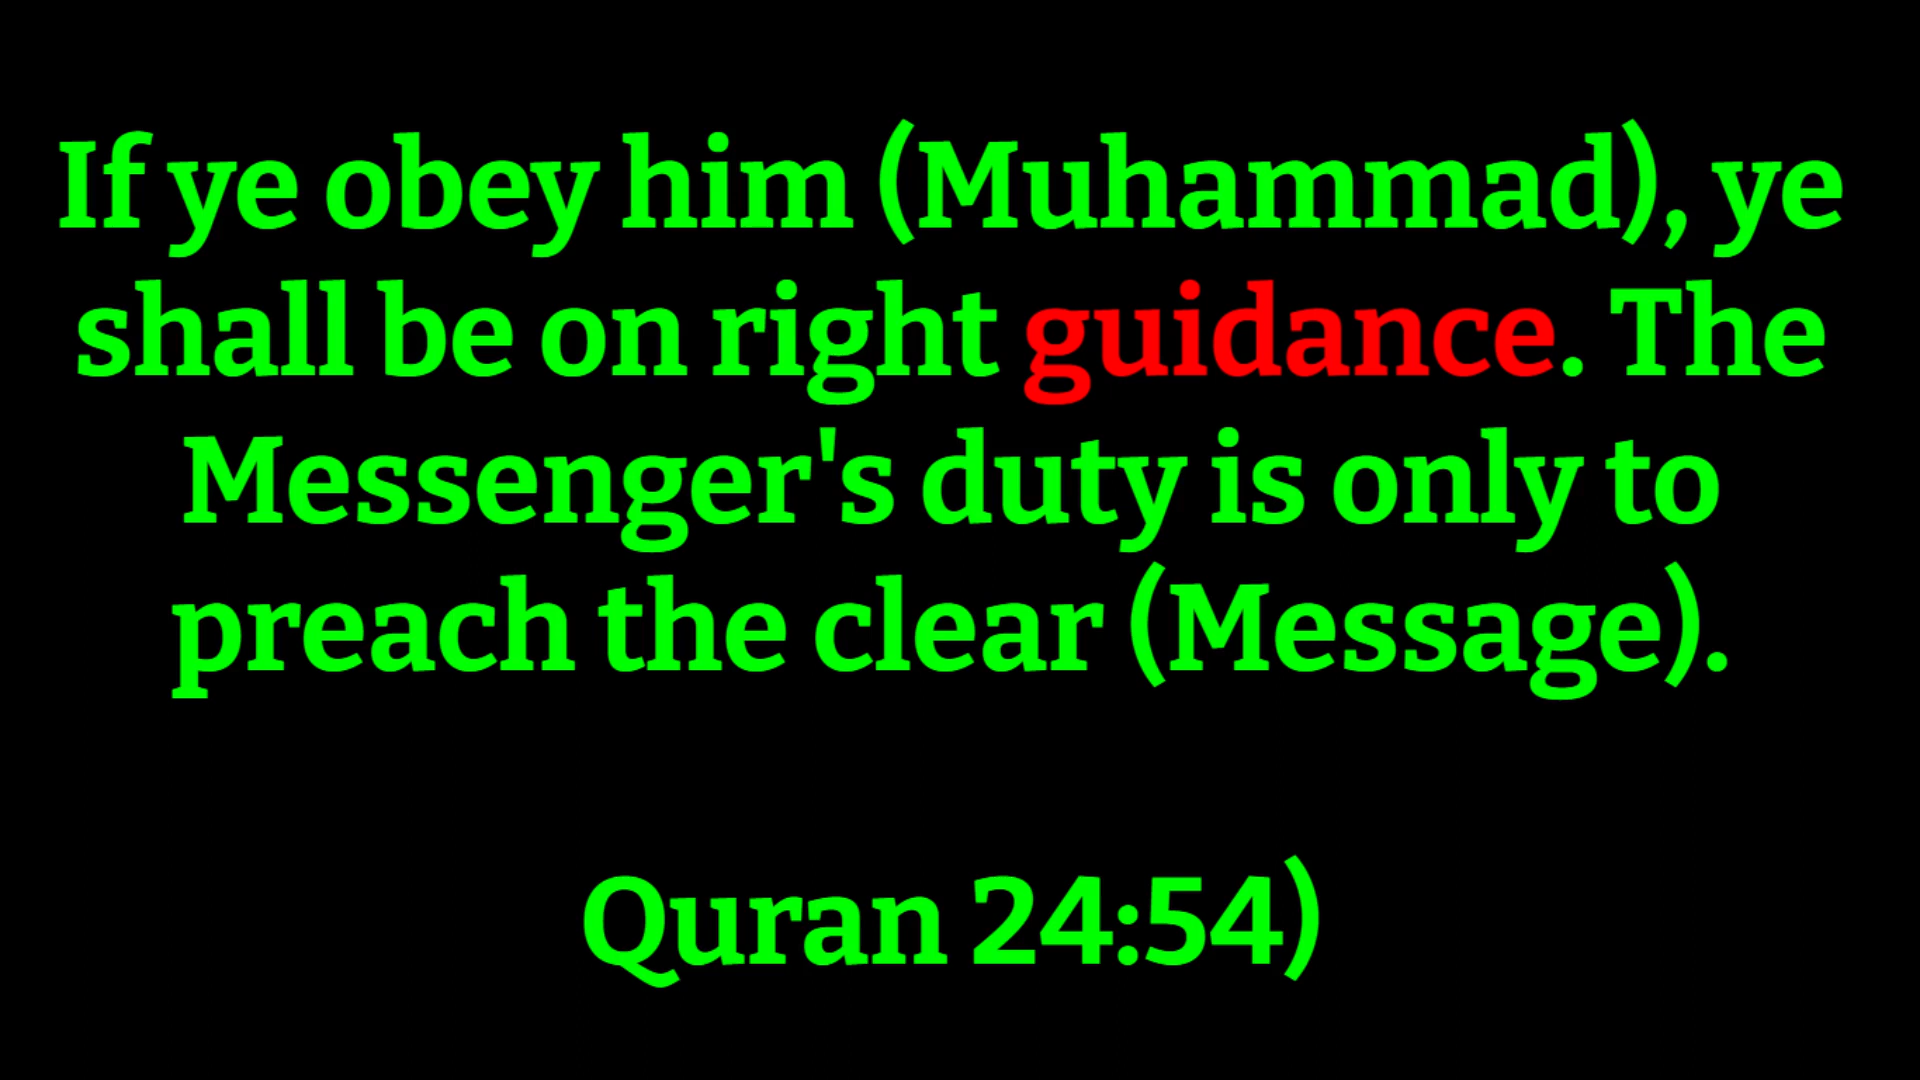 If ye obey him (Muhammad), ye
shall be on right guidance. The
Messenger's duty is only to
preach the clear (Message).
Quran 24:54)